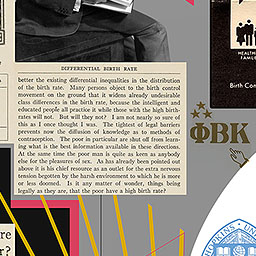 HEALTH
FAMILI
Birth Con
DIFFERENTIAL BIRTH RATE
better the existing differential inequalities in the distribution
of the birth rate. Many persons object to the birth control
movement on the ground that it widens already undesirable
class differences in the birth rate, because the intelligent and
educated people all practice it while those with the high birth-
rates will not. But will they? I am not nearly so sure of
this as I once thought I was. The tightest of legal barriers
prevents now the diffusion of knowledge as to methods of
contraception. The poor in particular are shut off from learn-
ing what is the best information available in these directions.
At the same time the poor man is quite as keen as anybody
else for the pleasures of sex. As has already been pointed out
above it is his chief resource as an outlet for the extra nervous
tension begotten by the harsh environment to which he is more
or less doomed. Is it any matter of wonder, things being
legally as they are, that the poor have a high birth rate?
ΦBK
re
r?
OPKINS UNI